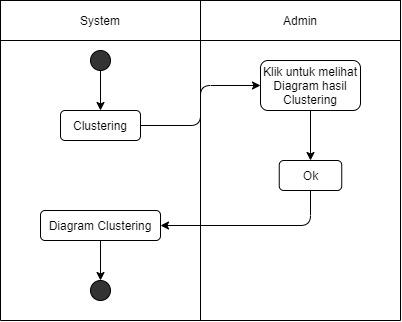 System
Admin
Klik untuk melihat
Diagram hasil
Clustering
Clustering
Ok
Diagram Clustering